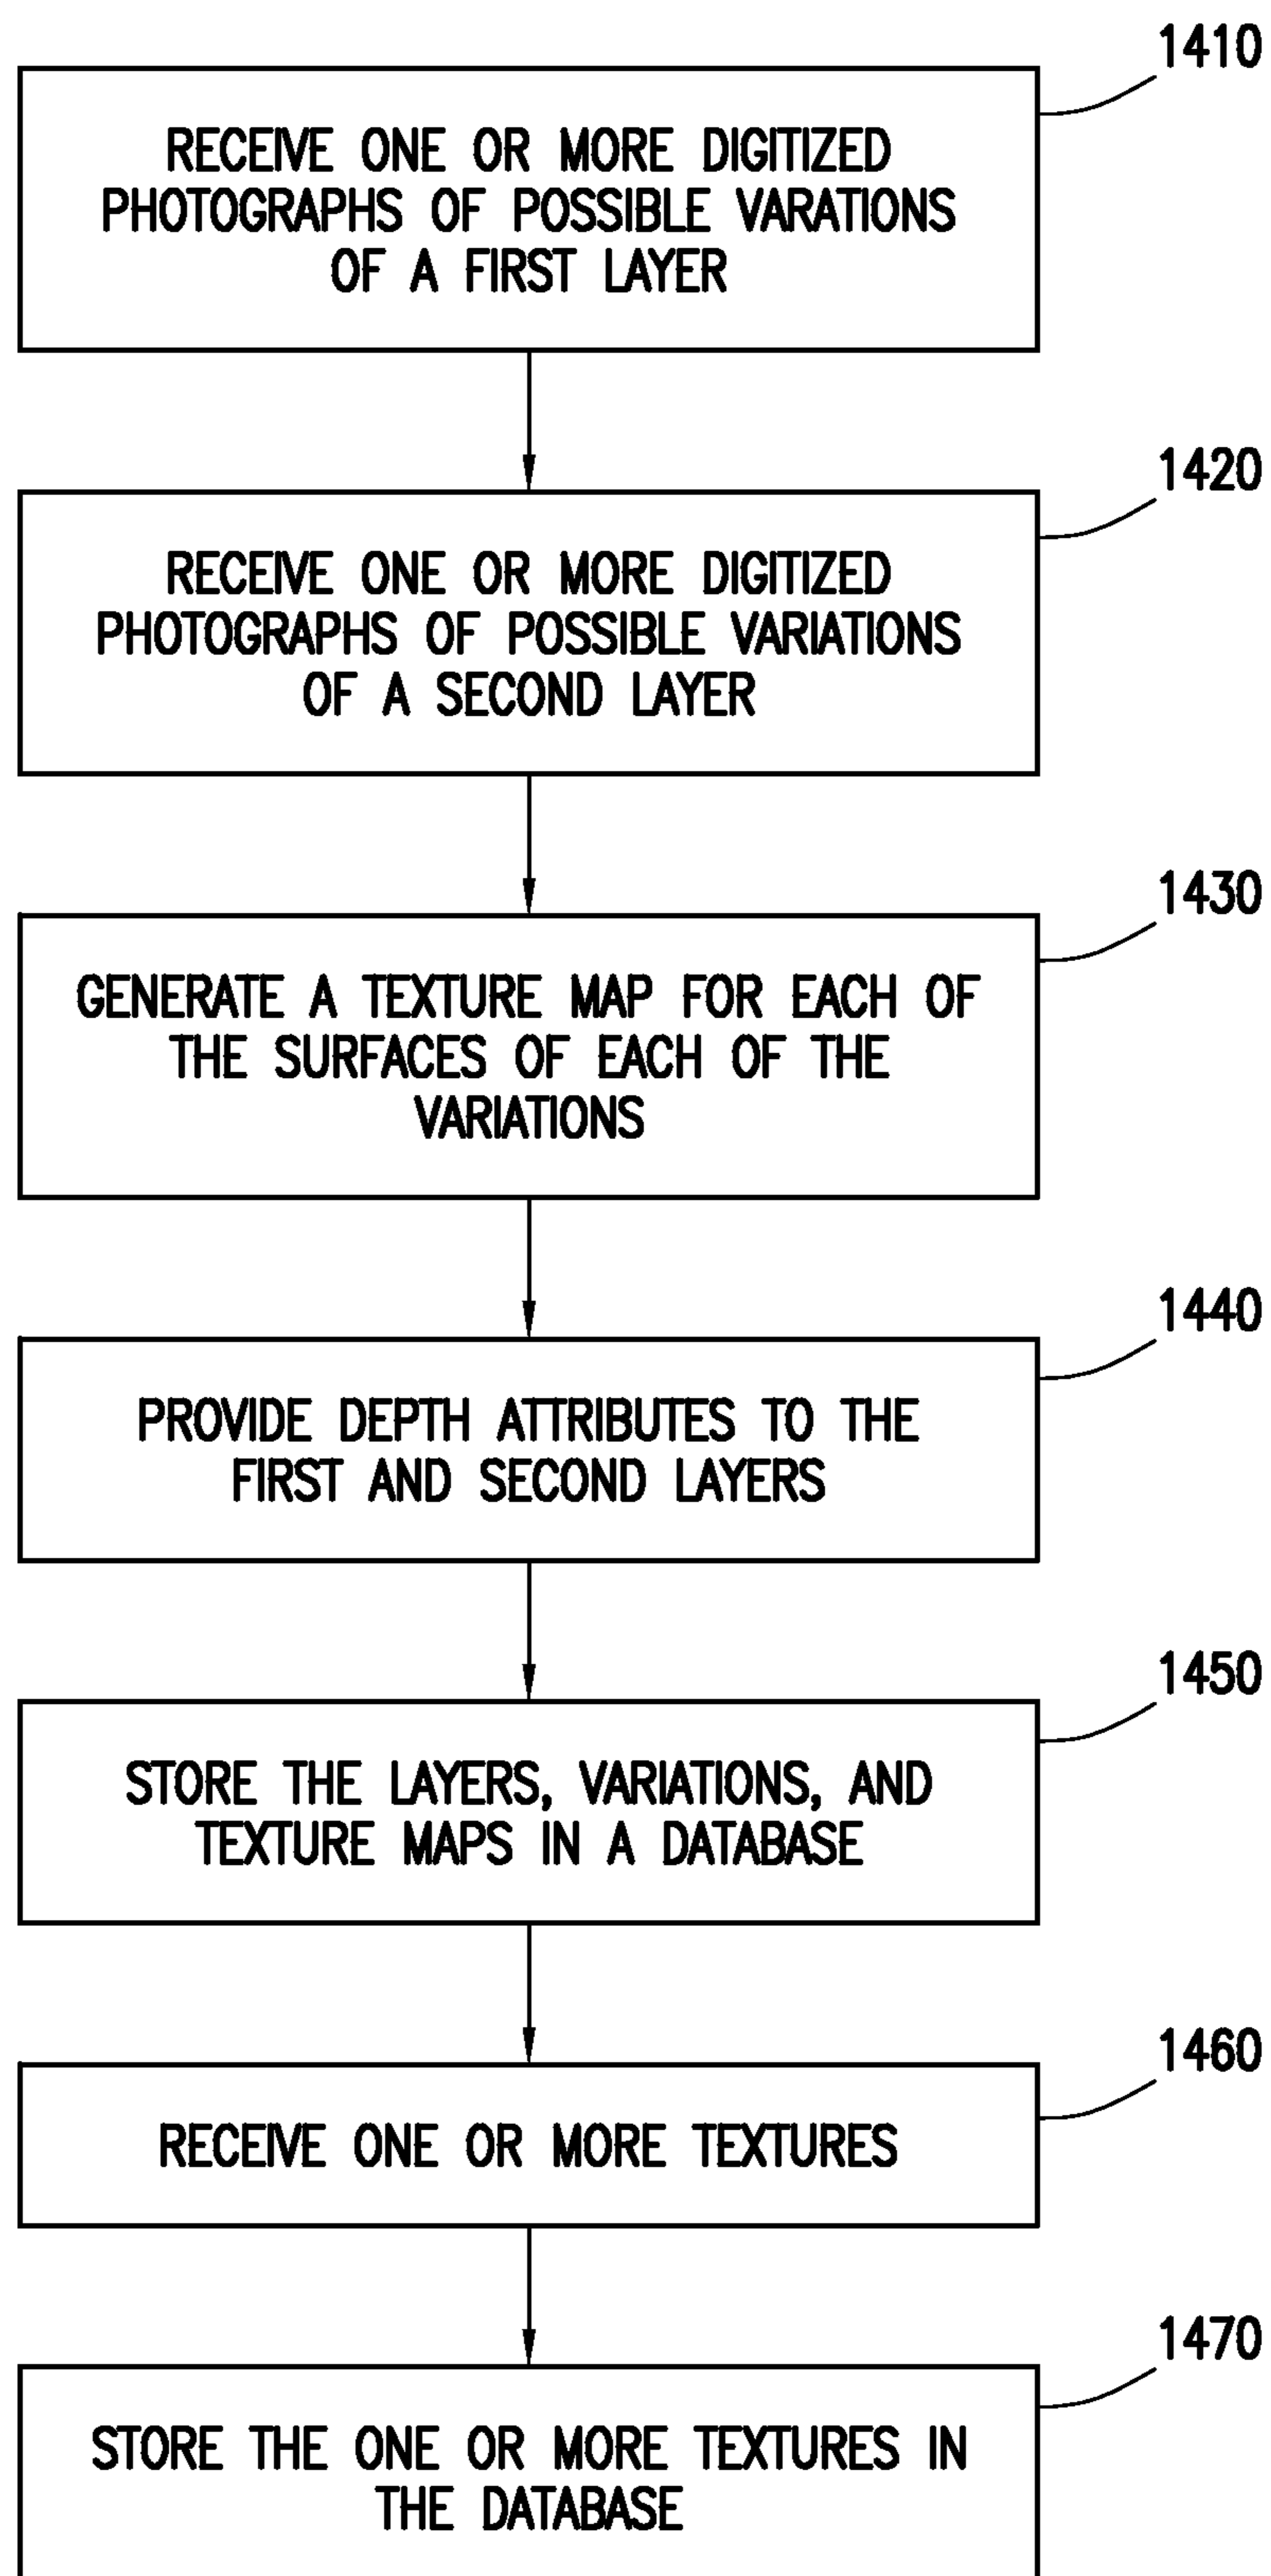 1410
RECEIVE ONE OR MORE DIGITIZED
PHOTOGRAPHS OF POSSIBLE VARATIONS
OF A FIRST LAYER
1420
RECEIVE ONE OR MORE DIGITIZED
PHOTOGRAPHS OF POSSIBLE VARIATIONS
OF A SECOND LAYER
1430
GENERATE A TEXTURE MAP FOR EACH OF
THE SURFACES OF EACH OF THE
VARIATIONS
1440
PROVIDE DEPTH ATTRIBUTES TO THE
FIRST AND SECOND LAYERS
1450
STORE THE LAYERS, VARIATIONS, AND
TEXTURE MAPS IN A DATABASE
1460
RECEIVE ONE OR MORE TEXTURES
1470
STORE THE ONE OR MORE TEXTURES IN
THE DATABASE